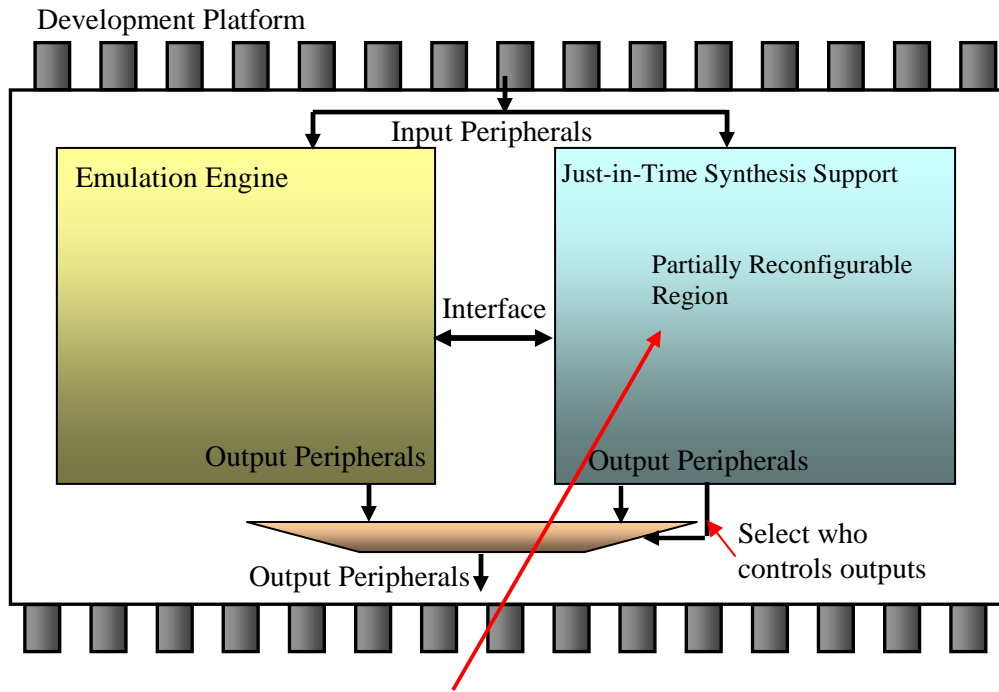 Development Platform
Input Peripherals
Emulation Engine
Just-in-Time Synthesis Support
Partially Reconfigurable
Region
Interface
Output Peripherals
Output Peripherals
Select who
controls outputs
Output Peripherals